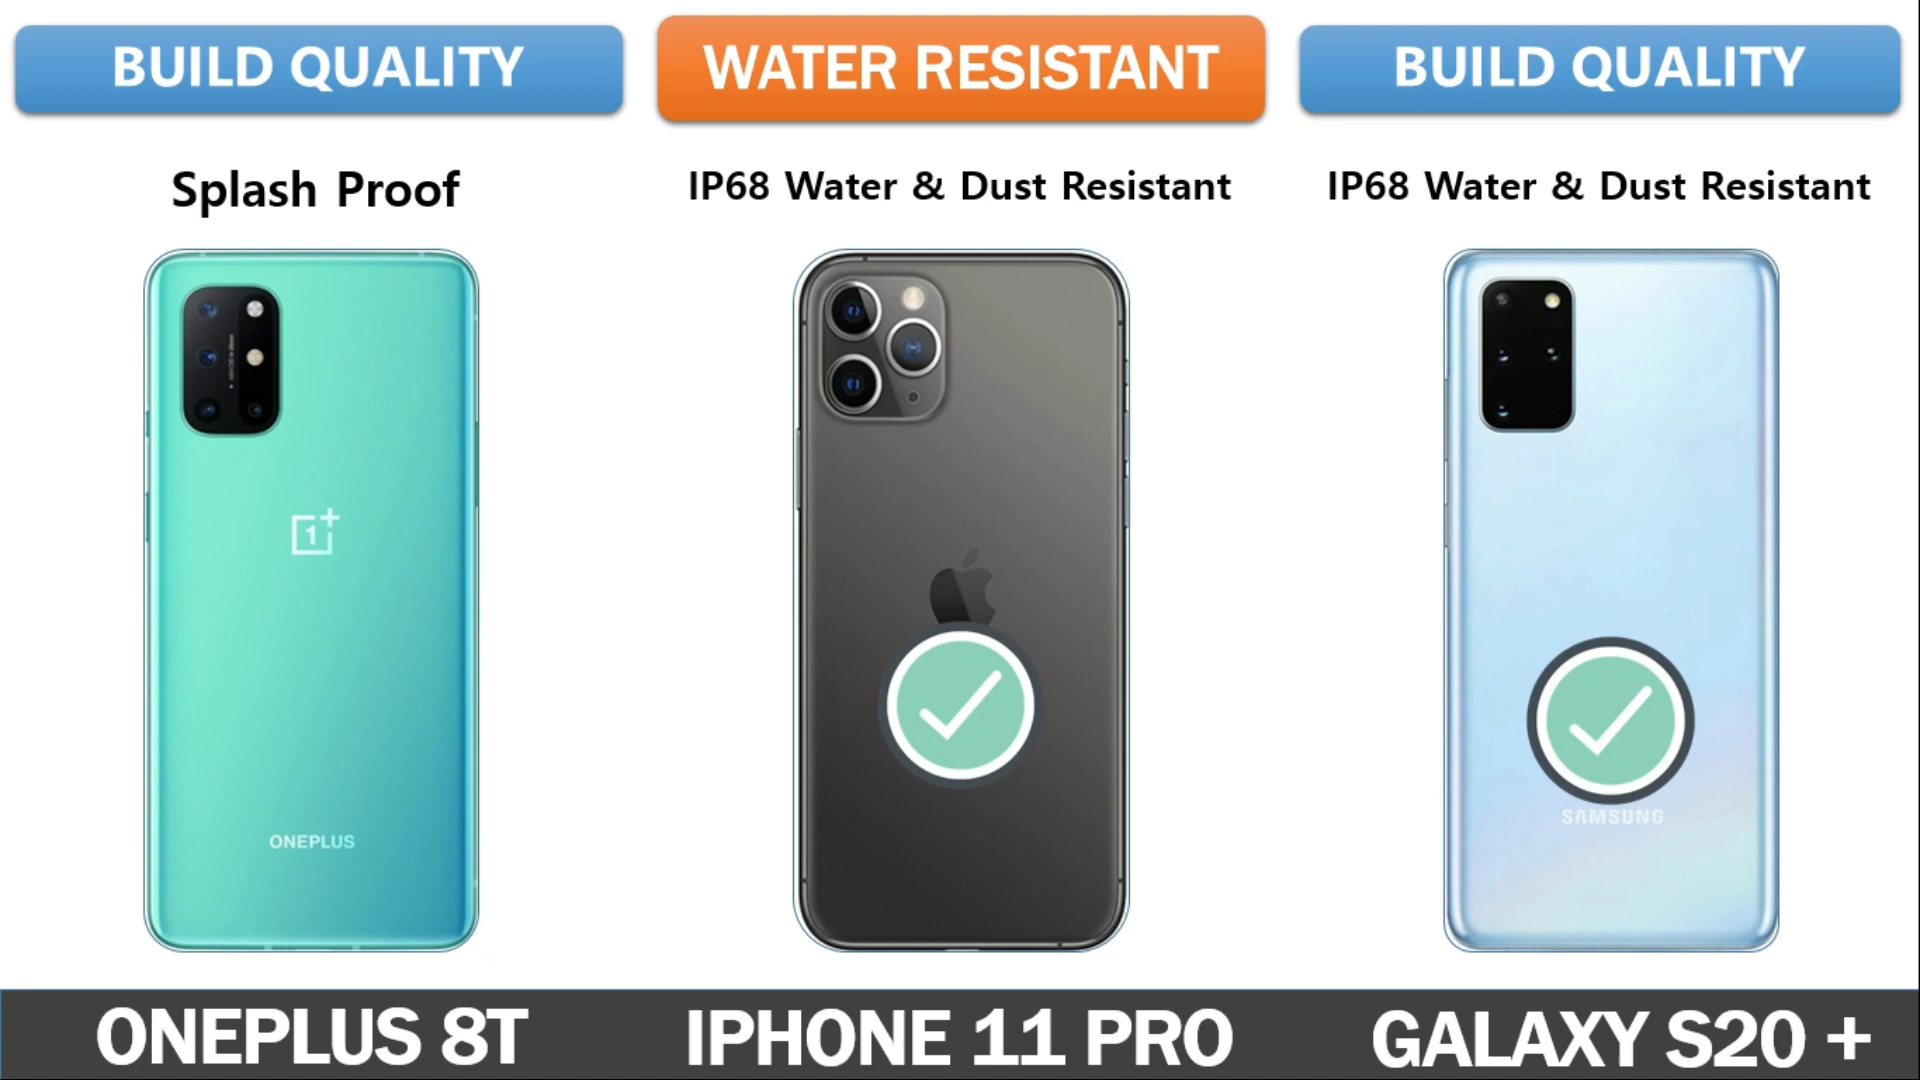 BUILD QUALITY
WATER RESISTANT
BUILD QUALITY
Splash Proof
IP68 Water & Dust Resistant
IP68 Water & Dust Resistant
ONEPLUS
SAMSUNG
ONEPLUS 8T
IPHONE 11 PRO
GALAXY S20 +